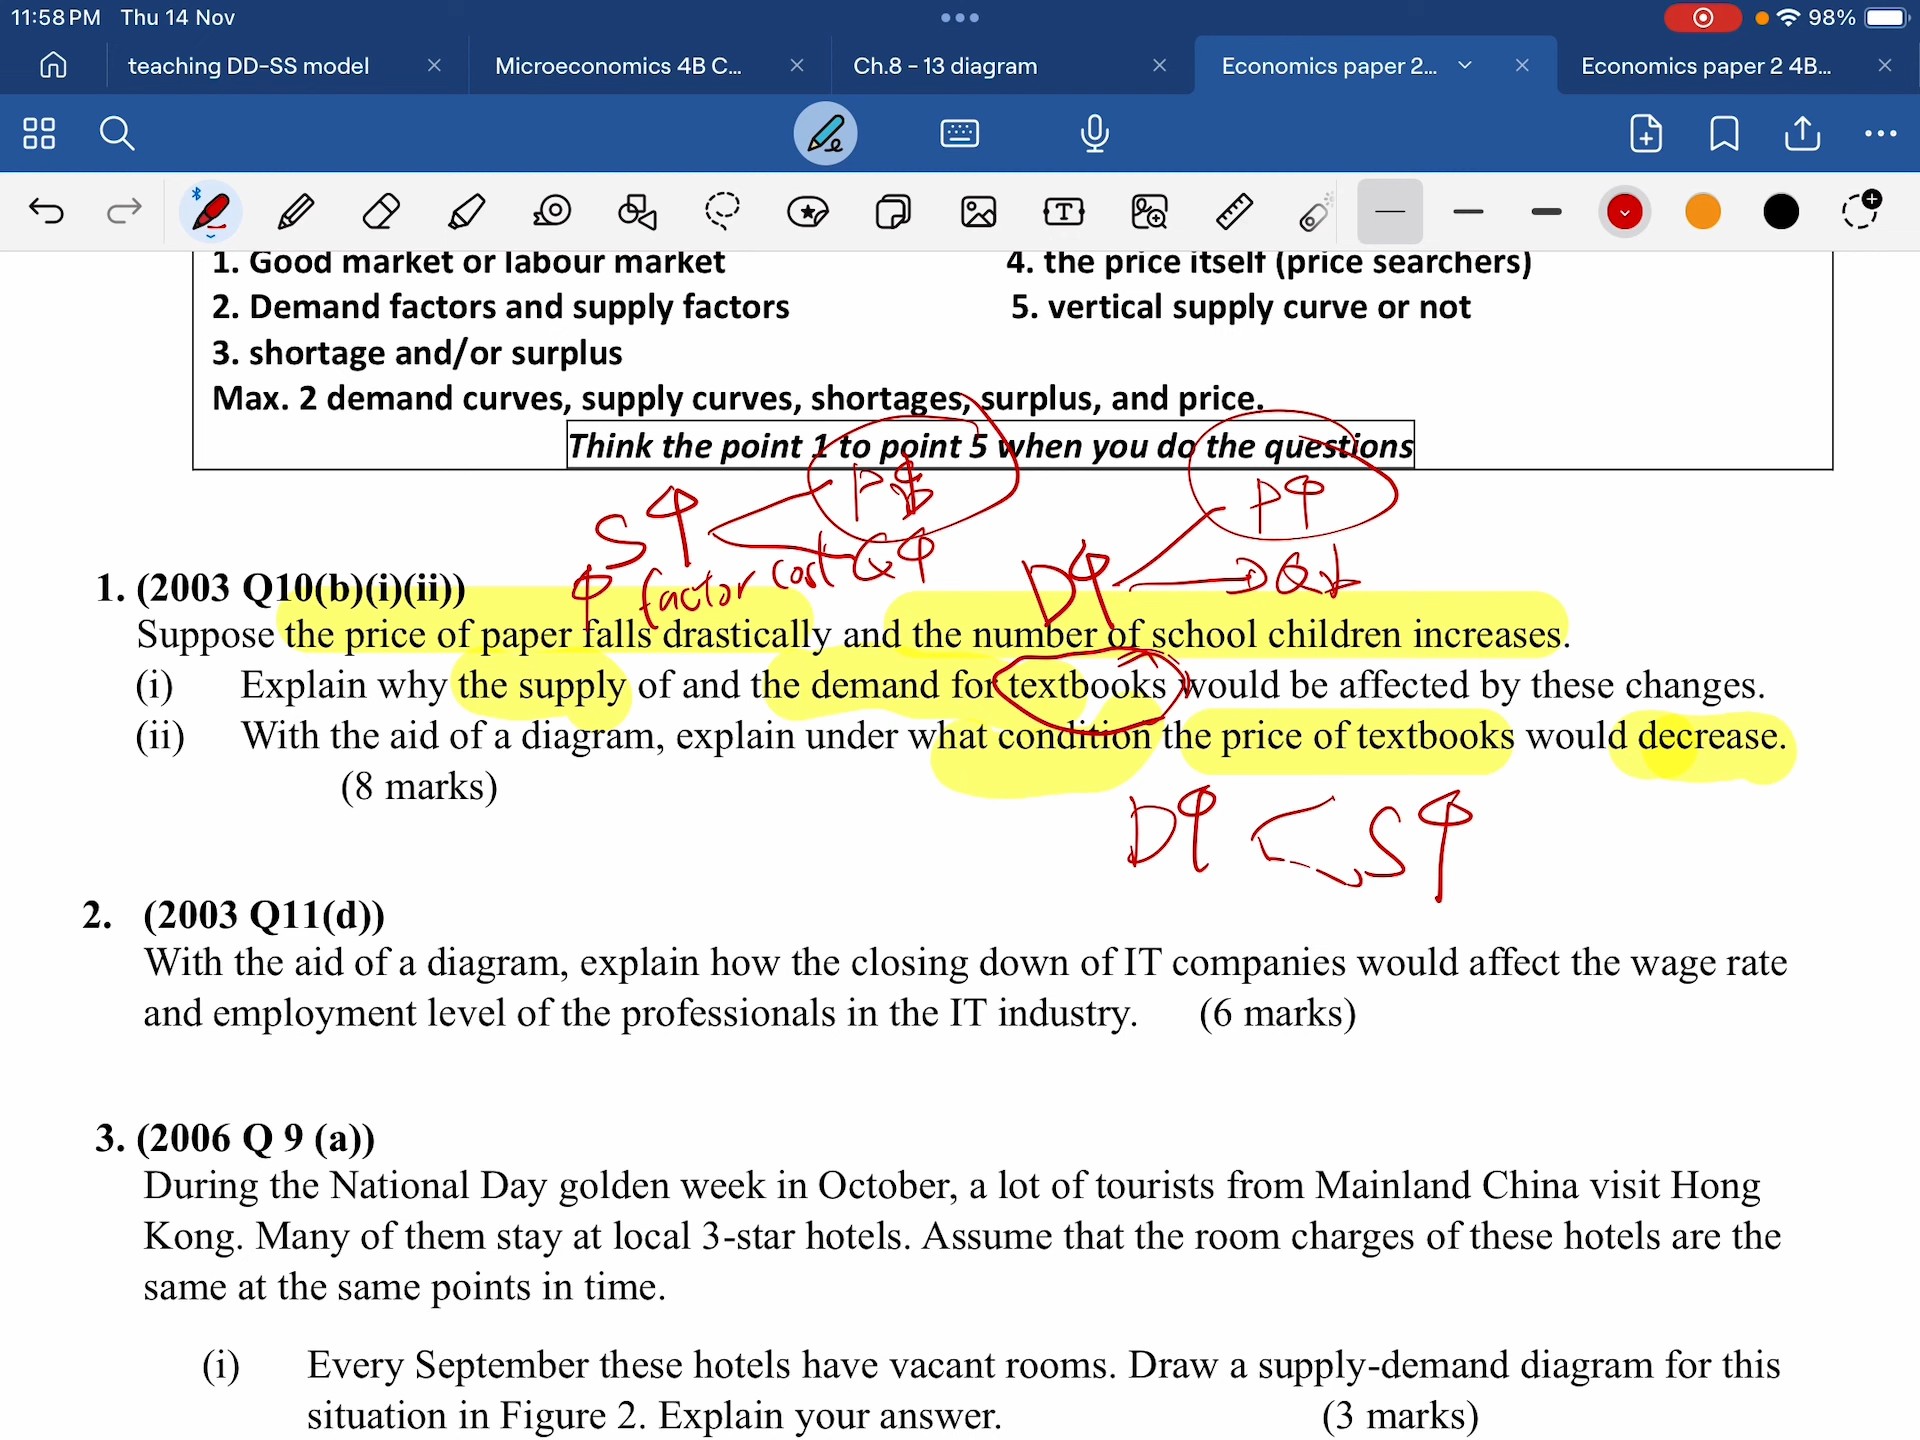 11:58 PM Thu 14 Nov
98%
teaching DD-SS model
Microeconomics 4B C...
Ch.8 - 13 diagram
Economics paper 2...
Economics paper 2 4B...
1. Good market or labour market
4. the price itself (price searchers)
2. Demand factors and supply factors
5. vertical supply curve or not
3. shortage and/or surplus
Max. 2 demand curves, supply curves, shortages, surplus, and price.
Think the point 1 to point 5 when you do the questions
S↑
P↓
Q↑
factor cost
D↑
P↑
1. (2003 Q10(b)(i)(ii))
Suppose the price of paper falls drastically and the number of school children increases.
(i) Explain why the supply of and the demand for textbooks would be affected by these changes.
(ii) With the aid of a diagram, explain under what condition the price of textbooks would decrease.
(8 marks)
D↑ < S↑
2. (2003 Q11(d))
With the aid of a diagram, explain how the closing down of IT companies would affect the wage rate
and employment level of the professionals in the IT industry. (6 marks)
3. (2006 Q 9 (a))
During the National Day golden week in October, a lot of tourists from Mainland China visit Hong
Kong. Many of them stay at local 3-star hotels. Assume that the room charges of these hotels are the
same at the same points in time.
(i) Every September these hotels have vacant rooms. Draw a supply-demand diagram for this
situation in Figure 2. Explain your answer. (3 marks)